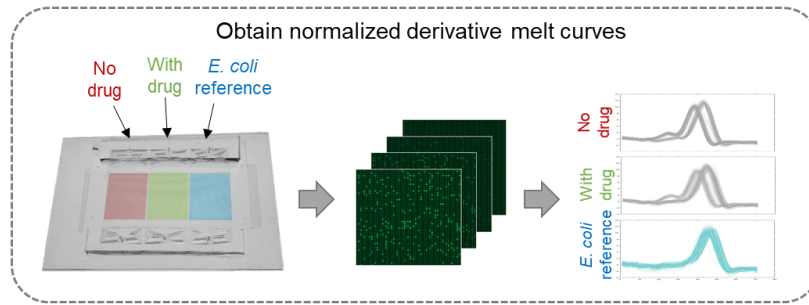 Obtain normalized derivative melt curves
No
drug
With
drug
E. coli
reference
No
drug
With
drug
E. coli
reference